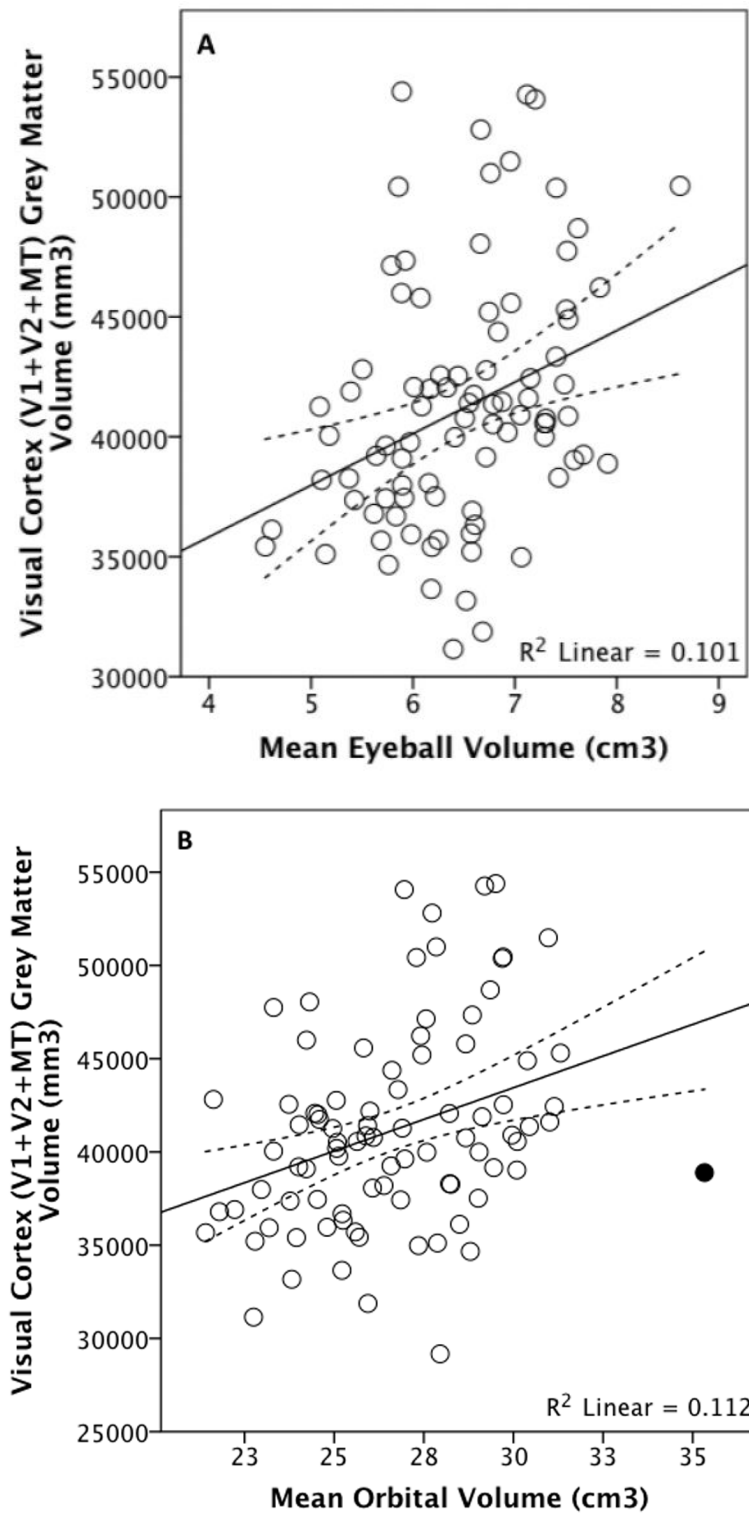 A
Visual Cortex (V1+V2+MT) Grey Matter
Volume (mm3)
55000
50000
45000
40000
35000
30000
R2 Linear = 0.101
4 5 6 7 8 9
Mean Eyeball Volume (cm3)
B
Visual Cortex (V1+V2+MT) Grey Matter
Volume (mm3)
55000
50000
45000
40000
35000
30000
25000
R2 Linear = 0.112
23 25 28 30 33 35
Mean Orbital Volume (cm3)